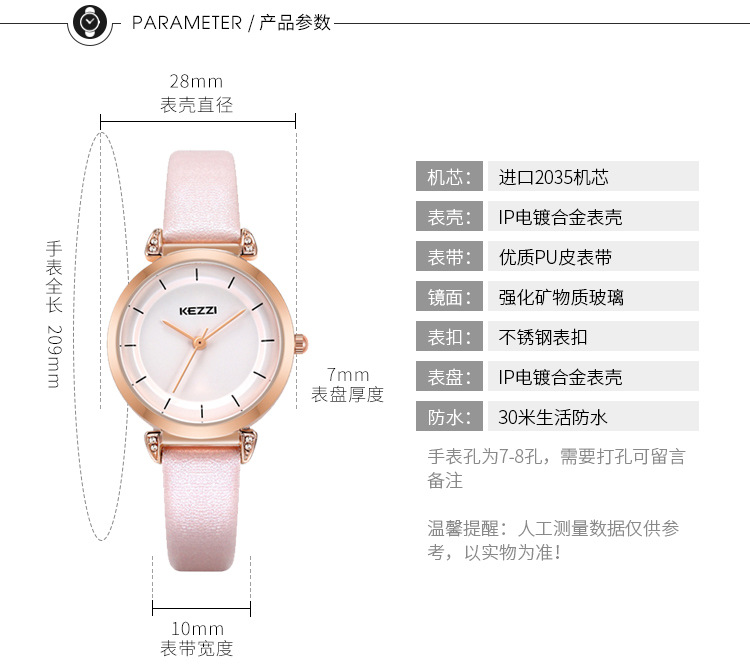 PARAMETER / 产品参数
28mm
表壳直径
手表全长 209mm
KEZZI
7mm
表盘厚度
10mm
表带宽度
机芯： 进口2035机芯
表壳： IP电镀合金表壳
表带： 优质PU皮表带
镜面： 强化矿物质玻璃
表扣： 不锈钢表扣
表盘： IP电镀合金表壳
防水： 30米生活防水
手表孔为7-8孔，需要打孔可留言
备注
温馨提醒：人工测量数据仅供参
考，以实物为准！